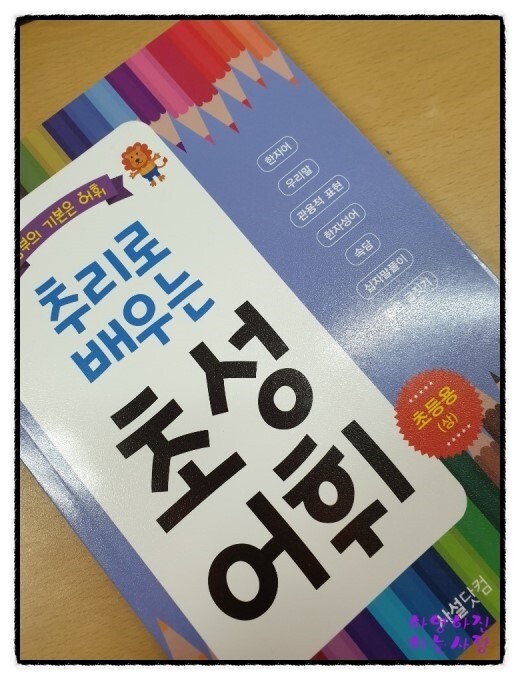 기본은 어휘
추리로
배우는
초성
어휘
한자어
우리말
관용적 표현
한자성어
속담
십자말풀이
초등용
(상)